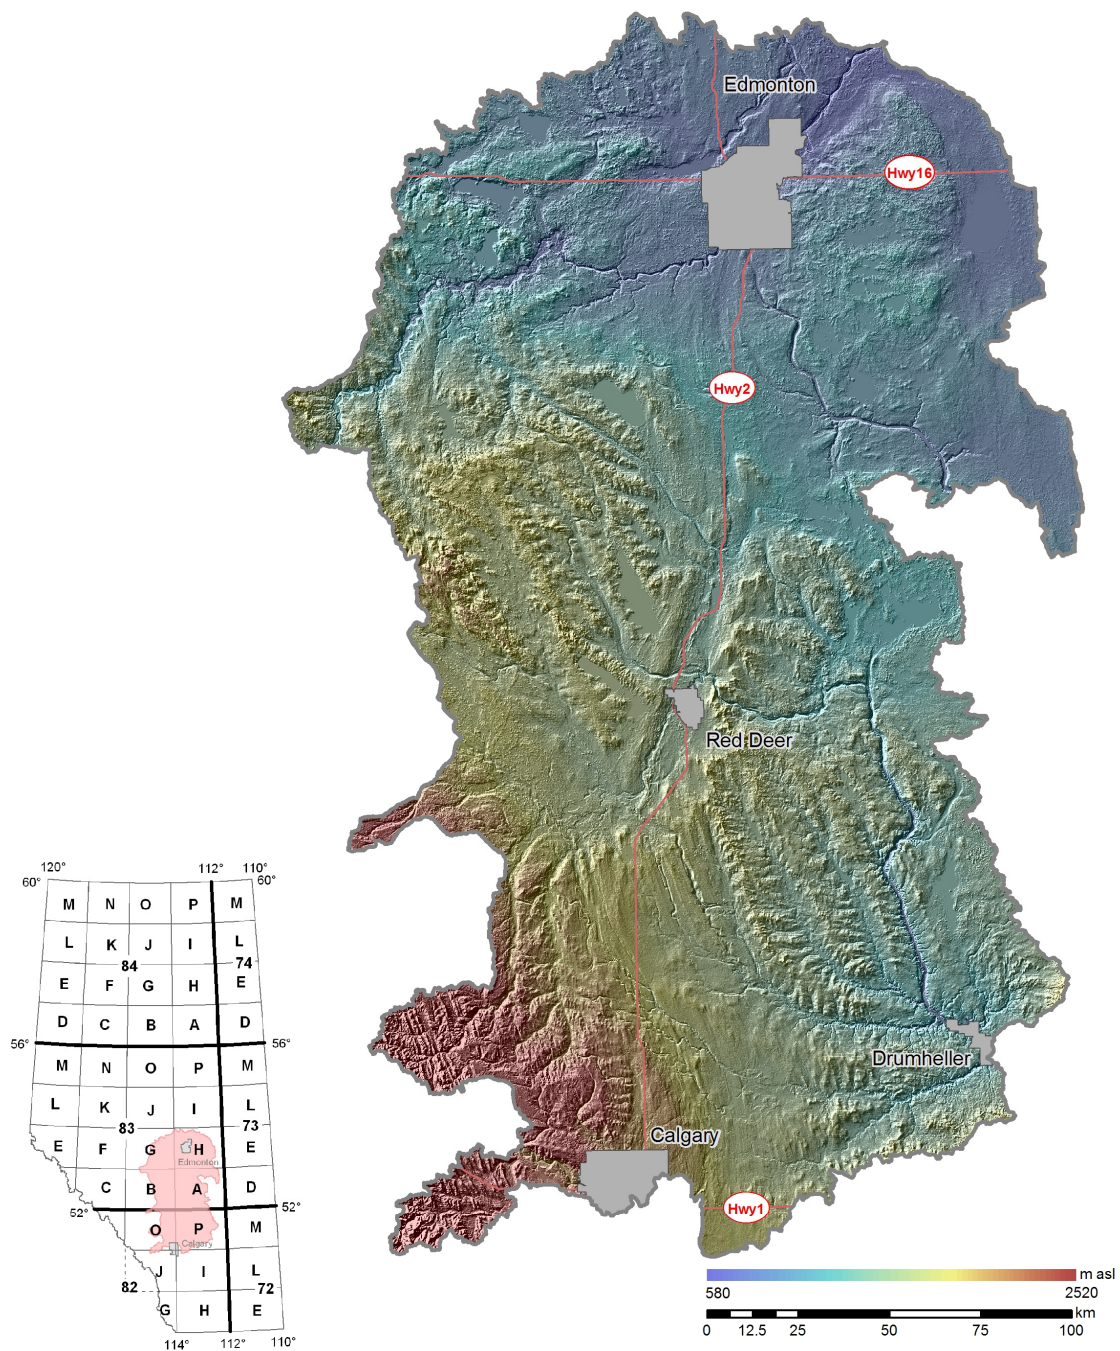 Edmonton
Hwy16
Hwy2
Red Deer
Drumheller
Calgary
Hwy1
m asl
580 2520
km
0 12.5 25 50 75 100
120° 112° 110°
60° 60°
M N O P M
L K J I L
84 74
E F G H E
D C B A D
56° 56°
M N O P M
L K J I L
83 73
E F G H E
Edmonton
C B A D
52° 52°
O P M
Calgary
J I L
82 72
G H E
114° 112° 110°